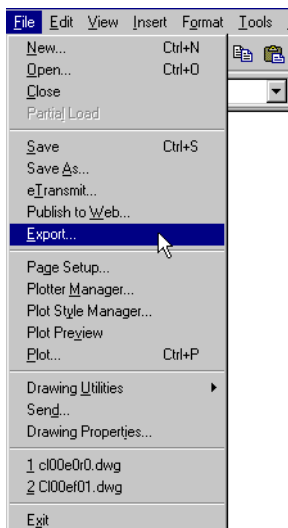 File Edit View Insert Format Tools
New... Ctrl+N
Open... Ctrl+O
Close
Partial Load
Save Ctrl+S
Save As...
eTransmit...
Publish to Web...
Export...
Page Setup...
Plotter Manager...
Plot Style Manager...
Plot Preview
Plot... Ctrl+P
Drawing Utilities
Send...
Drawing Properties...
1 cl00e0r0.dwg
2 Cl00ef01.dwg
Exit